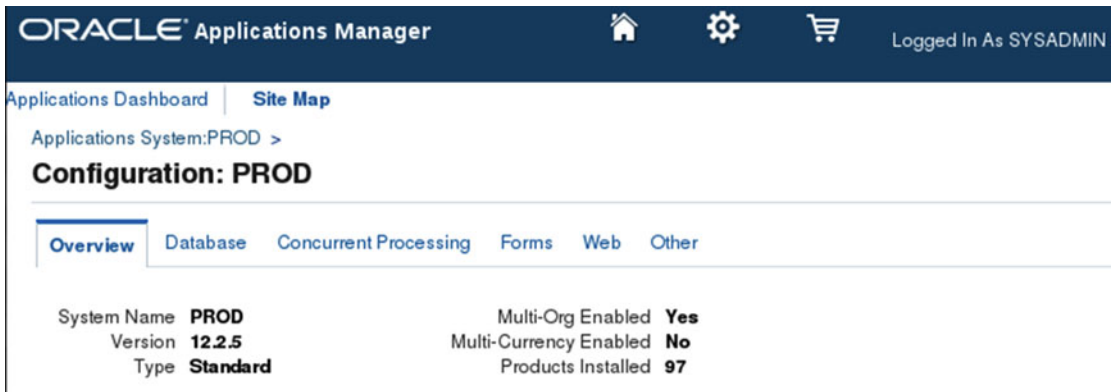 ORACLE Applications Manager
Logged In As SYSADMIN
Applications Dashboard Site Map
Applications System:PROD >
Configuration: PROD
Overview Database Concurrent Processing Forms Web Other
System Name PROD Multi-Org Enabled Yes
Version 12.2.5 Multi-Currency Enabled No
Type Standard Products Installed 97